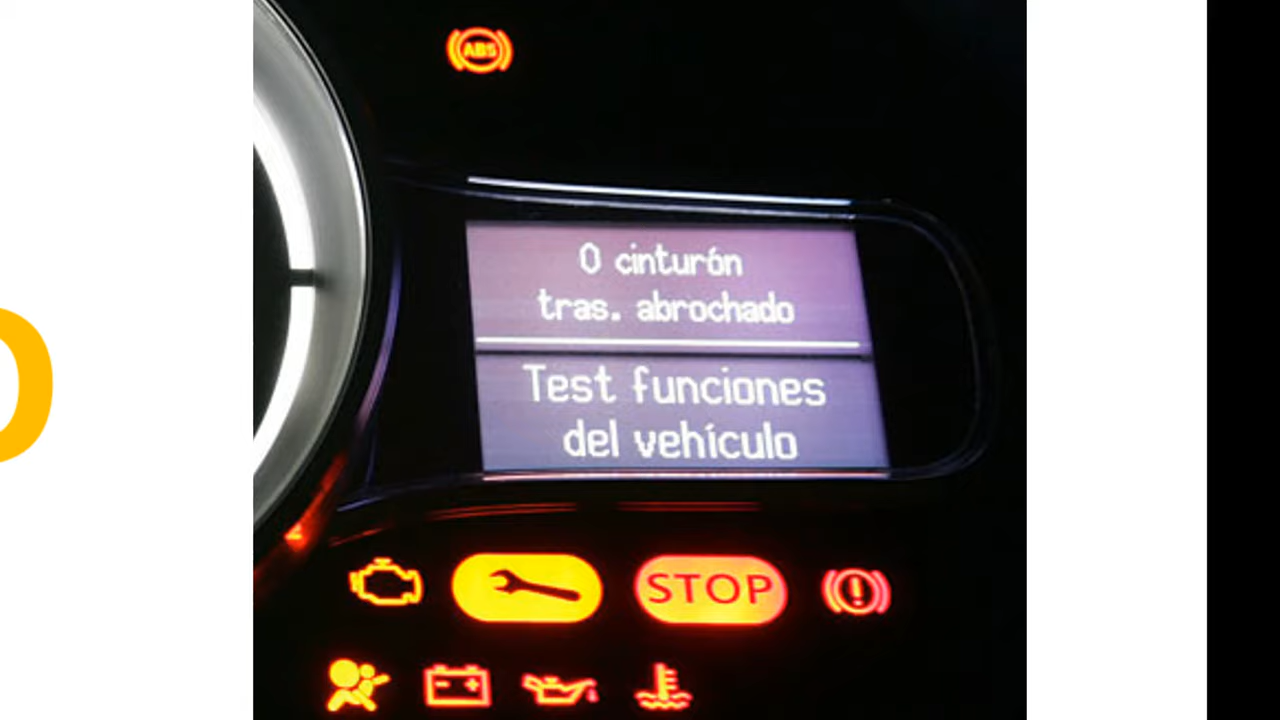 ABS
0 cinturón
tras. abrochado
Test funciones
del vehículo
STOP